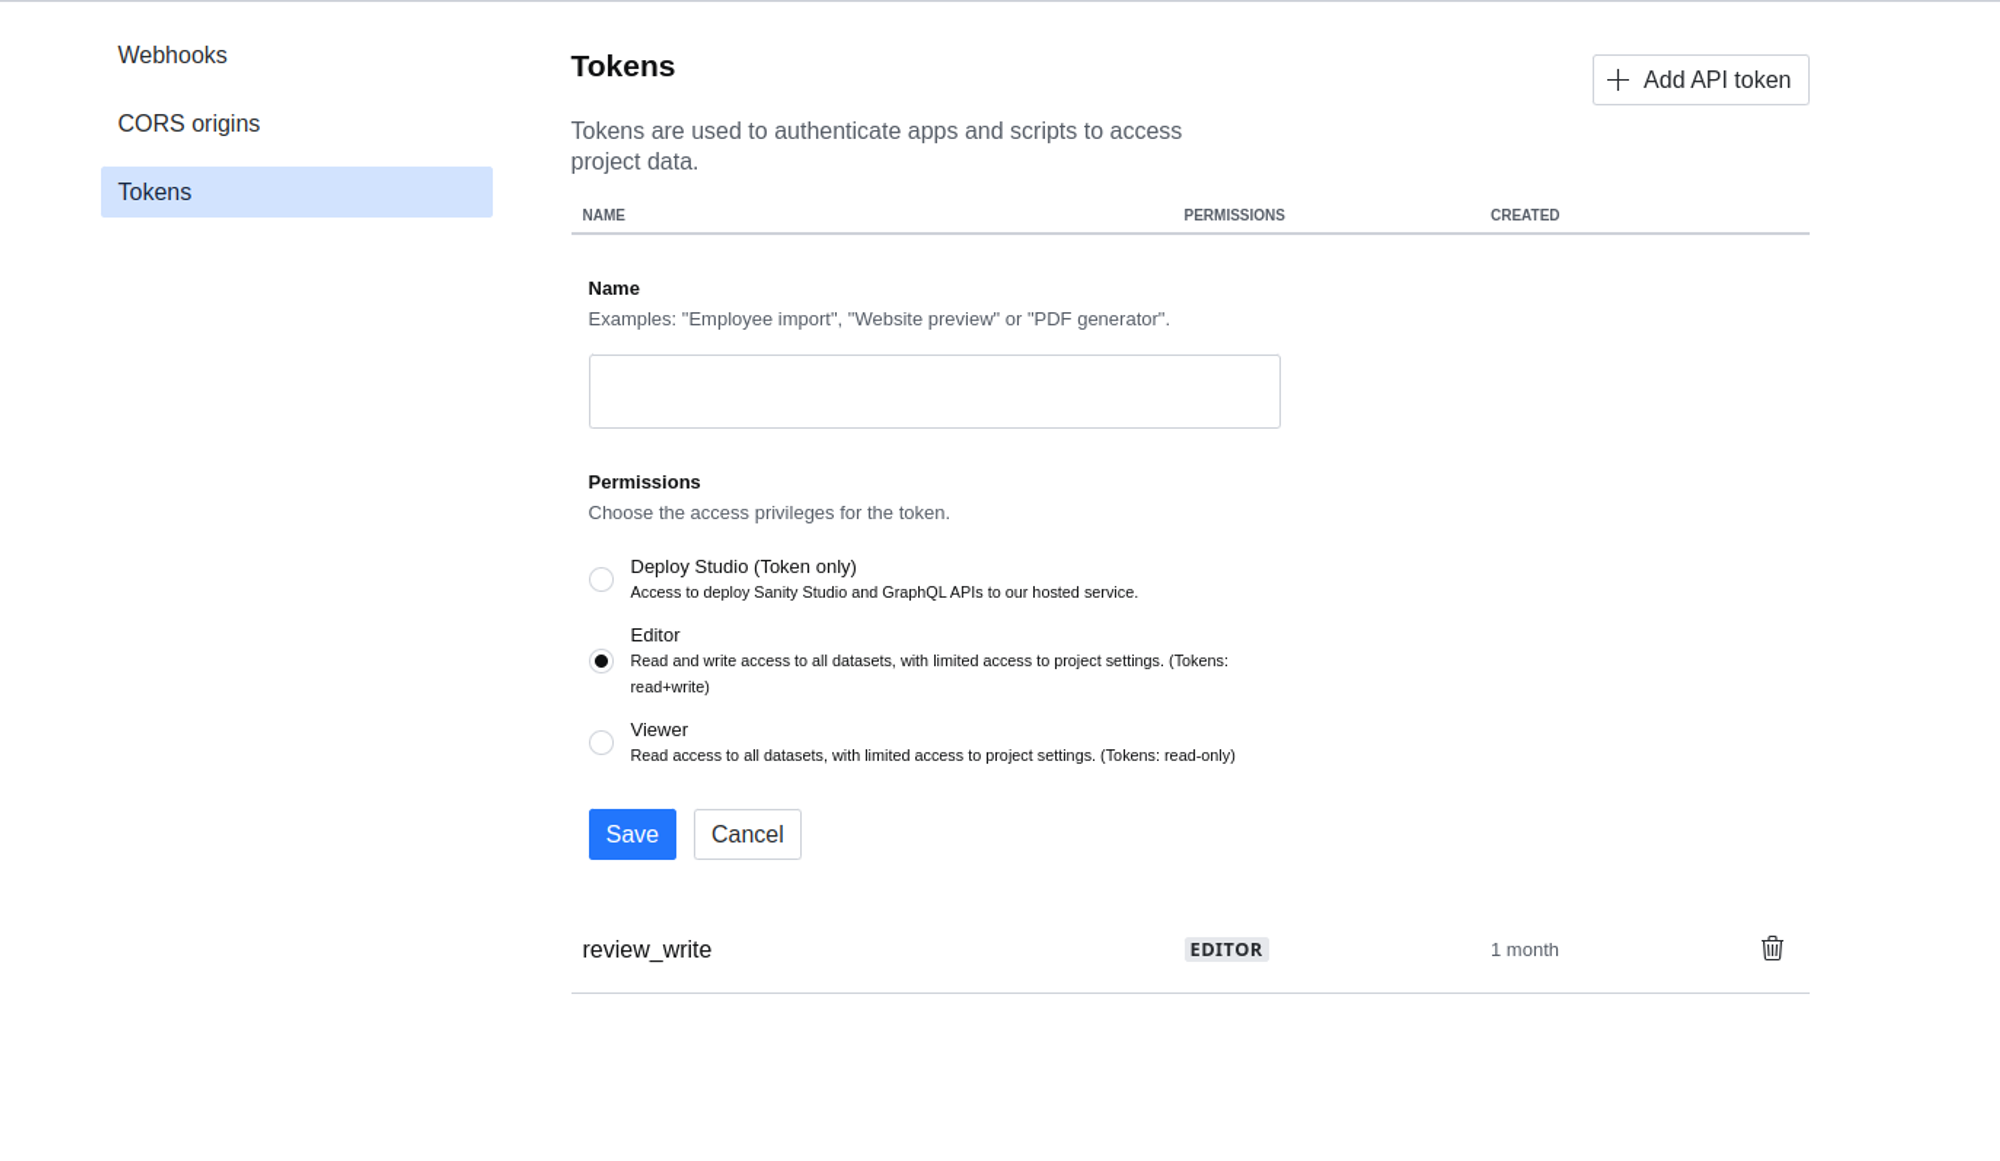 Webhooks
CORS origins
Tokens
Tokens
Add API token
Tokens are used to authenticate apps and scripts to access
project data.
NAME PERMISSIONS CREATED
Name
Examples: "Employee import", "Website preview" or "PDF generator".
Permissions
Choose the access privileges for the token.
Deploy Studio (Token only)
Access to deploy Sanity Studio and GraphQL APIs to our hosted service.
Editor
Read and write access to all datasets, with limited access to project settings. (Tokens:
read+write)
Viewer
Read access to all datasets, with limited access to project settings. (Tokens: read-only)
Save Cancel
review_write EDITOR 1 month